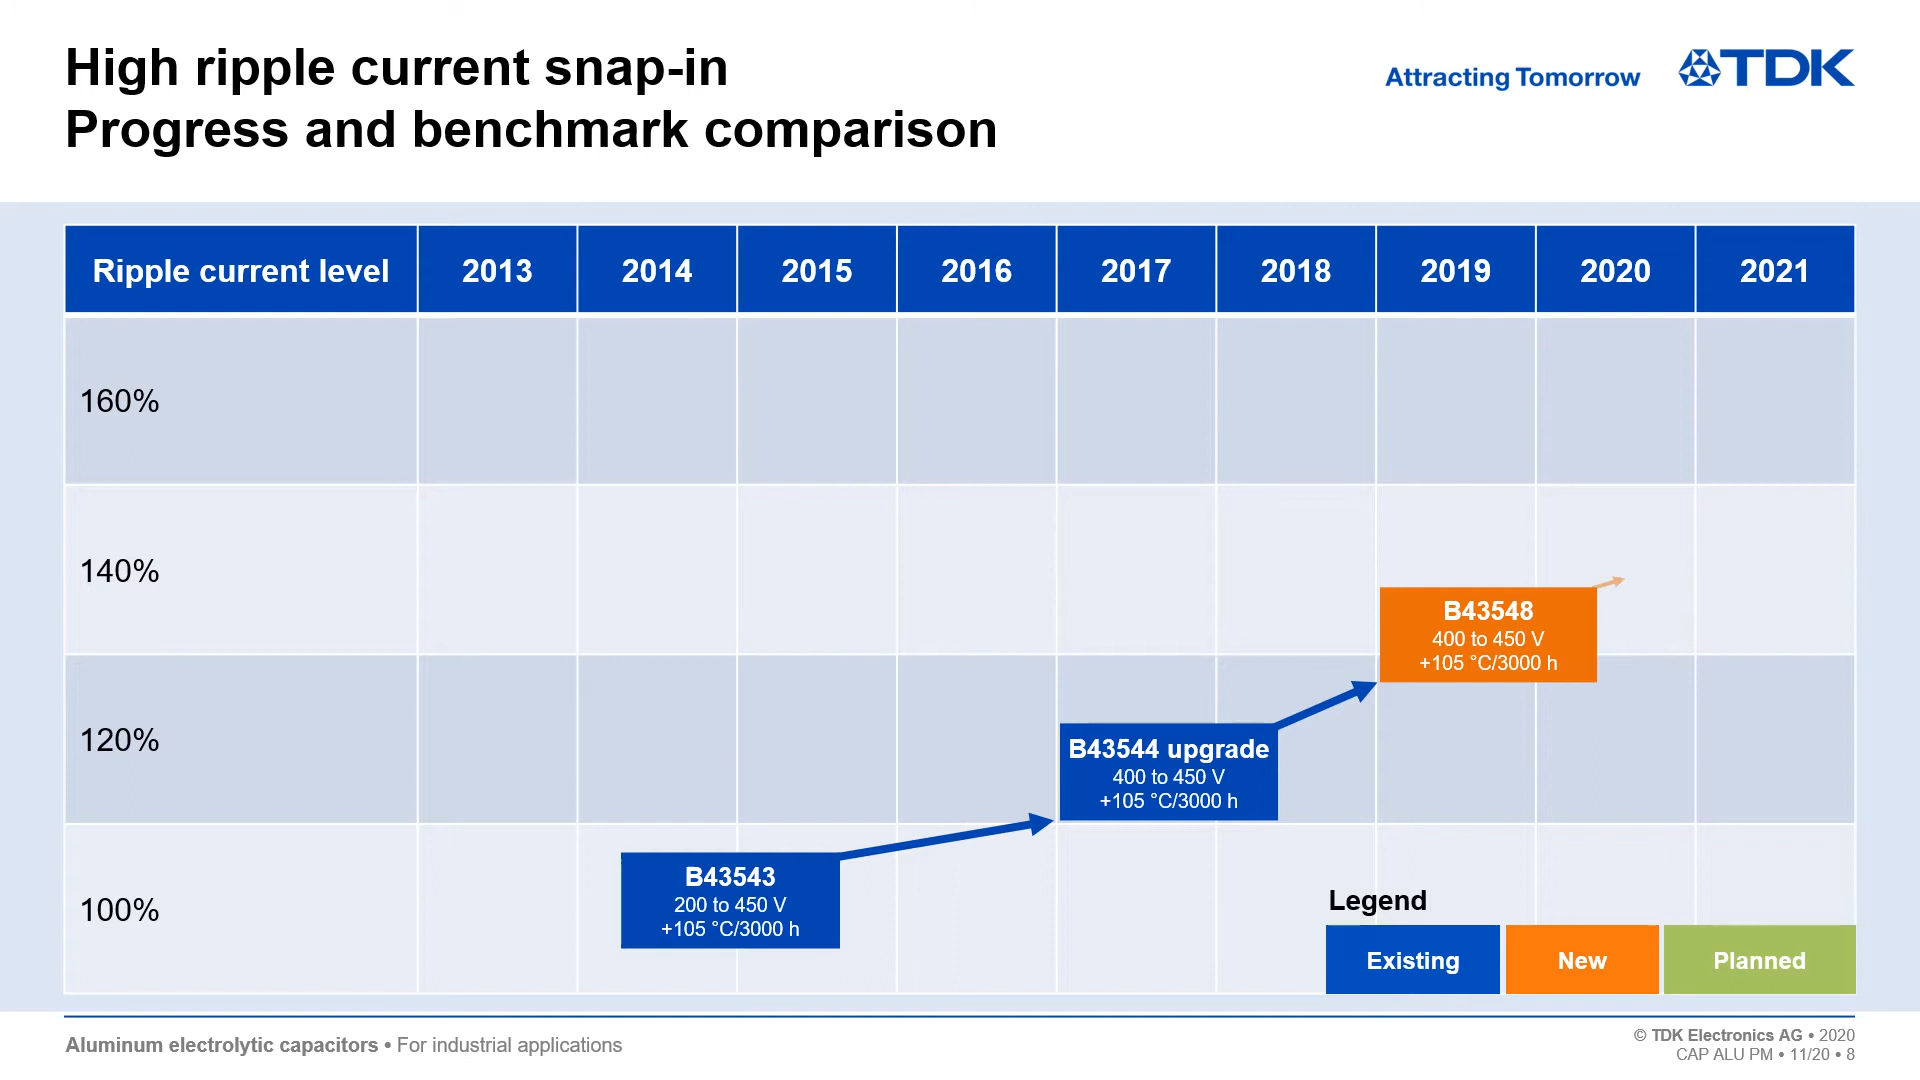 High ripple current snap-in
Progress and benchmark comparison
Attracting Tomorrow
TDK
Ripple current level 2013 2014 2015 2016 2017 2018 2019 2020 2021
160%
140%
B43548
400 to 450 V
+105 °C/3000 h
120%
B43544 upgrade
400 to 450 V
+105 °C/3000 h
100%
B43543
200 to 450 V
+105 °C/3000 h
Legend
Existing New Planned
Aluminum electrolytic capacitors • For industrial applications
© TDK Electronics AG • 2020
CAP ALU PM • 11/20 • 8